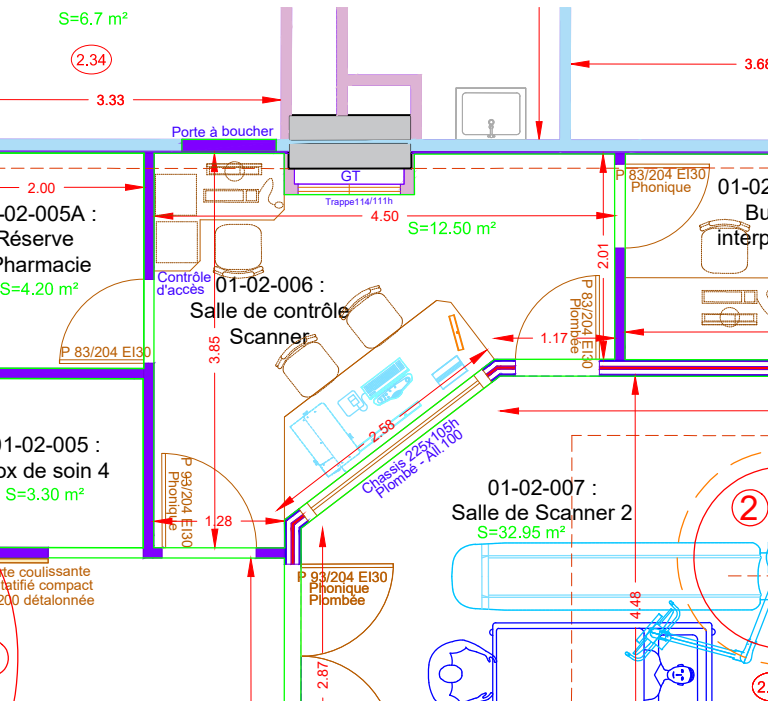 S=6.7 m²
2.34
3.33
3.68
Porte à boucher
GT
Trappe114/111h
4.50
S=12.50 m²
2.00
-02-005A :
Réserve
Pharmacie
S=4.20 m²
P 83/204 EI30
Phonique
01-02
Bu
interp
Contrôle
d'accès
01-02-006 :
Salle de contrôle
Scanner
3.85
2.01
1.17
P 83/204 EI30
Plombée
P 83/204 EI30
2.58
Chassis 225x105h
Plombé - All.100
01-02-005 :
ox de soin 4
S=3.30 m²
P 93/204 EI30
Phonique
1.28
01-02-007 :
Salle de Scanner 2
S=32.95 m²
2
4.48
rte coulissante
tatifié compact
200 détalonnée
P 93/204 EI30
Phonique
Plombée
2.87
2.